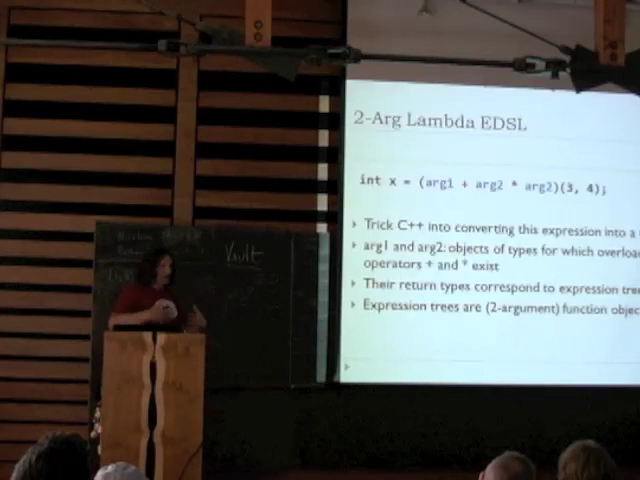 2-Arg Lambda EDSL
int x = (arg1 + arg2 * arg2)(3, 4);
Trick C++ into converting this expression into a
arg1 and arg2: objects of types for which overloa
operators + and * exist
Their return types correspond to expression tre
Expression trees are (2-argument) function objec
Vault